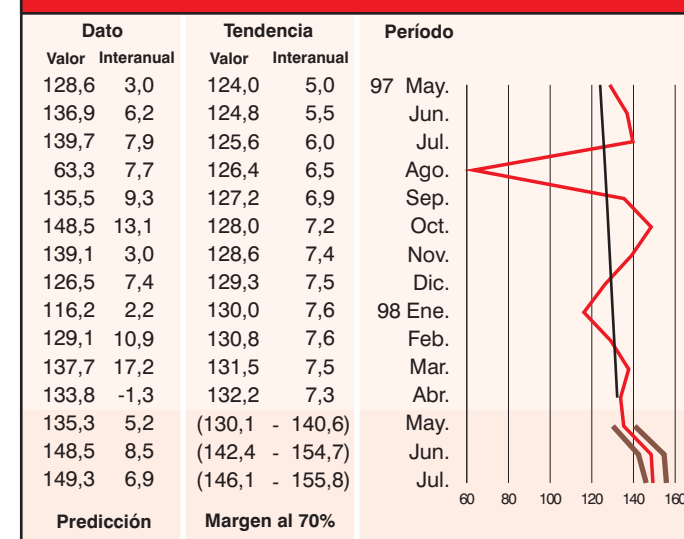 Dato Tendencia Período
Valor Interanual Valor Interanual
128,6 3,0 124,0 5,0 97 May.
136,9 6,2 124,8 5,5 Jun.
139,7 7,9 125,6 6,0 Jul.
63,3 7,7 126,4 6,5 Ago.
135,5 9,3 127,2 6,9 Sep.
148,5 13,1 128,0 7,2 Oct.
139,1 3,0 128,6 7,4 Nov.
126,5 7,4 129,3 7,5 Dic.
116,2 2,2 130,0 7,6 98 Ene.
129,1 10,9 130,8 7,6 Feb.
137,7 17,2 131,5 7,5 Mar.
133,8 -1,3 132,2 7,3 Abr.
135,3 5,2 (130,1 - 140,6) May.
148,5 8,5 (142,4 - 154,7) Jun.
149,3 6,9 (146,1 - 155,8) Jul.
60 80 100 120 140 160
Predicción Margen al 70%